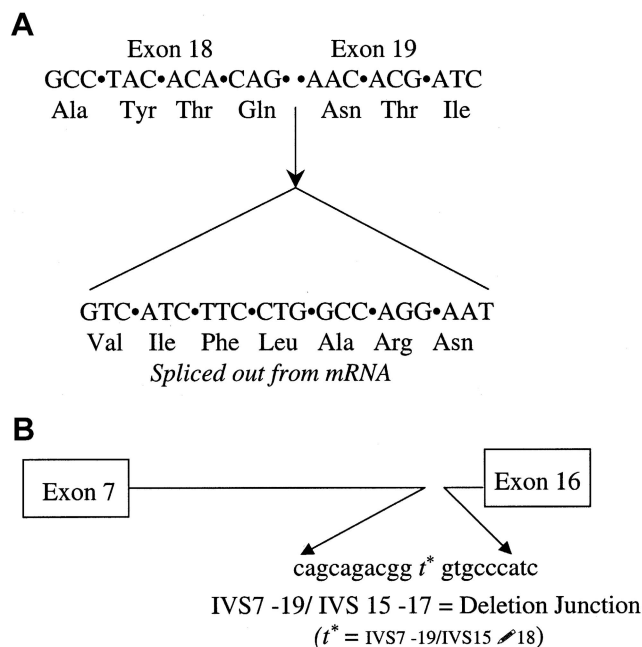 A
Exon 18 Exon 19
GCC•TAC•ACA•CAG• •AAC•ACG•ATC
Ala Tyr Thr Gln Asn Thr Ile
GTC•ATC•TTC•CTG•GCC•AGG•AAT
Val Ile Phe Leu Ala Arg Asn
Spliced out from mRNA
B
Exon 7 Exon 16
cagcagacgg t* gtgcccatc
IVS7 -19/ IVS 15 -17 = Deletion Junction
(t* = IVS7 -19/IVS15 ✐18)